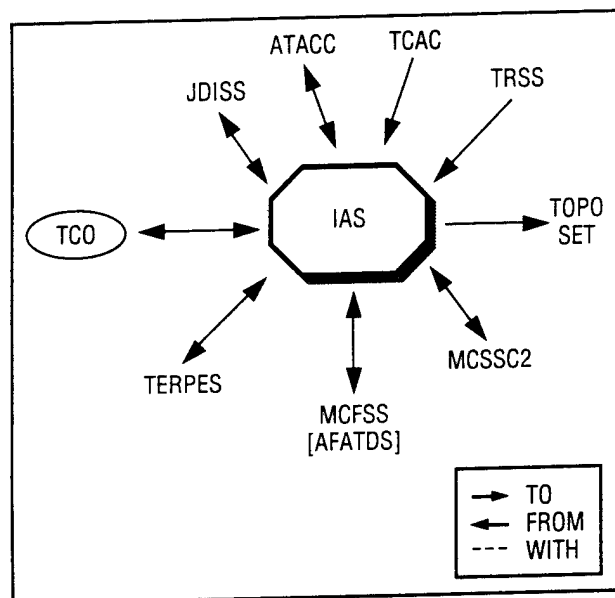 ATACC
TCAC
JDISS
TRSS
IAS
TCO
TOPO
SET
MCSSC2
TERPES
MCFSS
[AFATDS]
TO
FROM
WITH